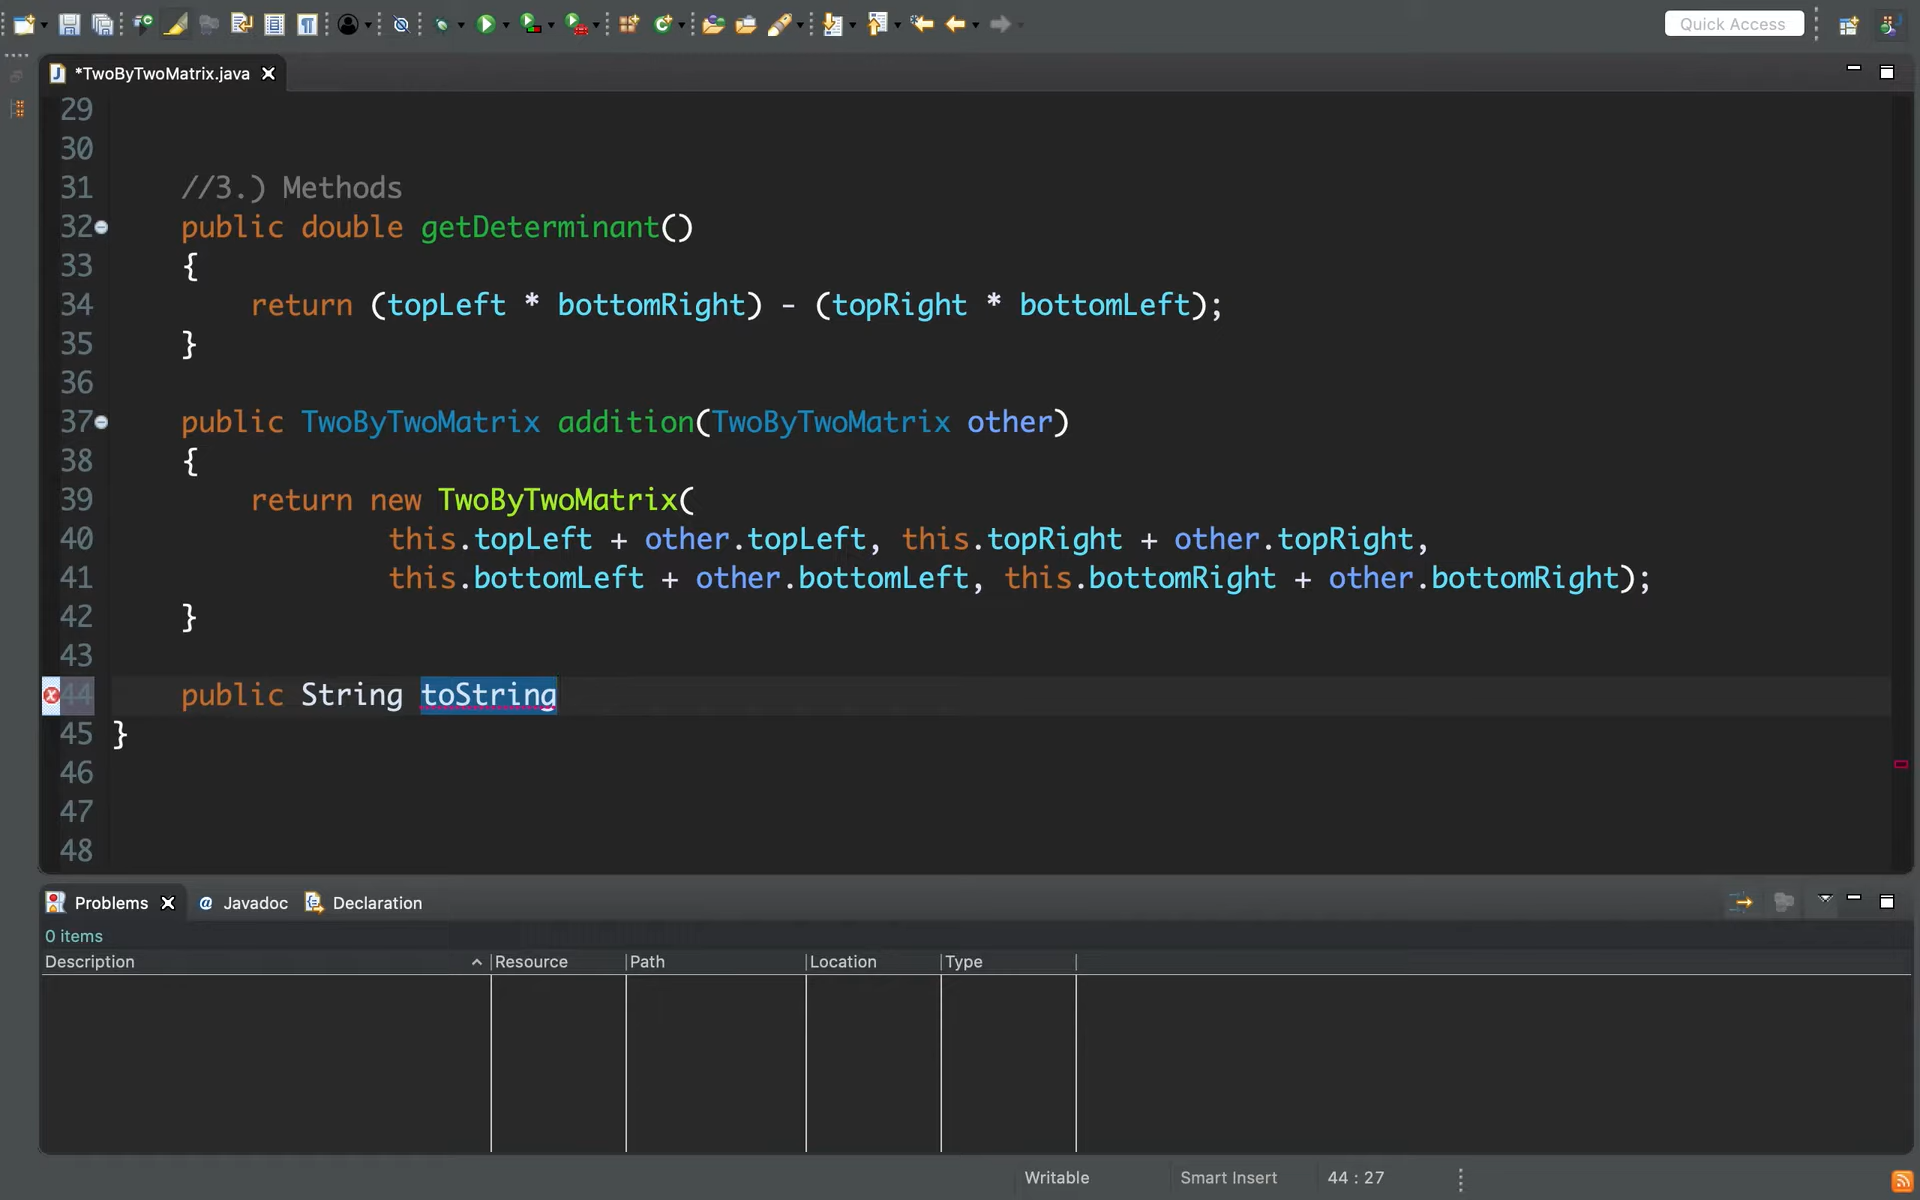 Quick Access
*TwoByTwoMatrix.java
29
30
31 //3.) Methods
32 public double getDeterminant()
33 {
34 return (topLeft * bottomRight) - (topRight * bottomLeft);
35 }
36
37 public TwoByTwoMatrix addition(TwoByTwoMatrix other)
38 {
39 return new TwoByTwoMatrix(
40 this.topLeft + other.topLeft, this.topRight + other.topRight,
41 this.bottomLeft + other.bottomLeft, this.bottomRight + other.bottomRight);
42 }
43
44 public String toString
45 }
46
47
48
Problems @ Javadoc Declaration
0 items
Description Resource Path Location Type
Writable Smart Insert 44 : 27